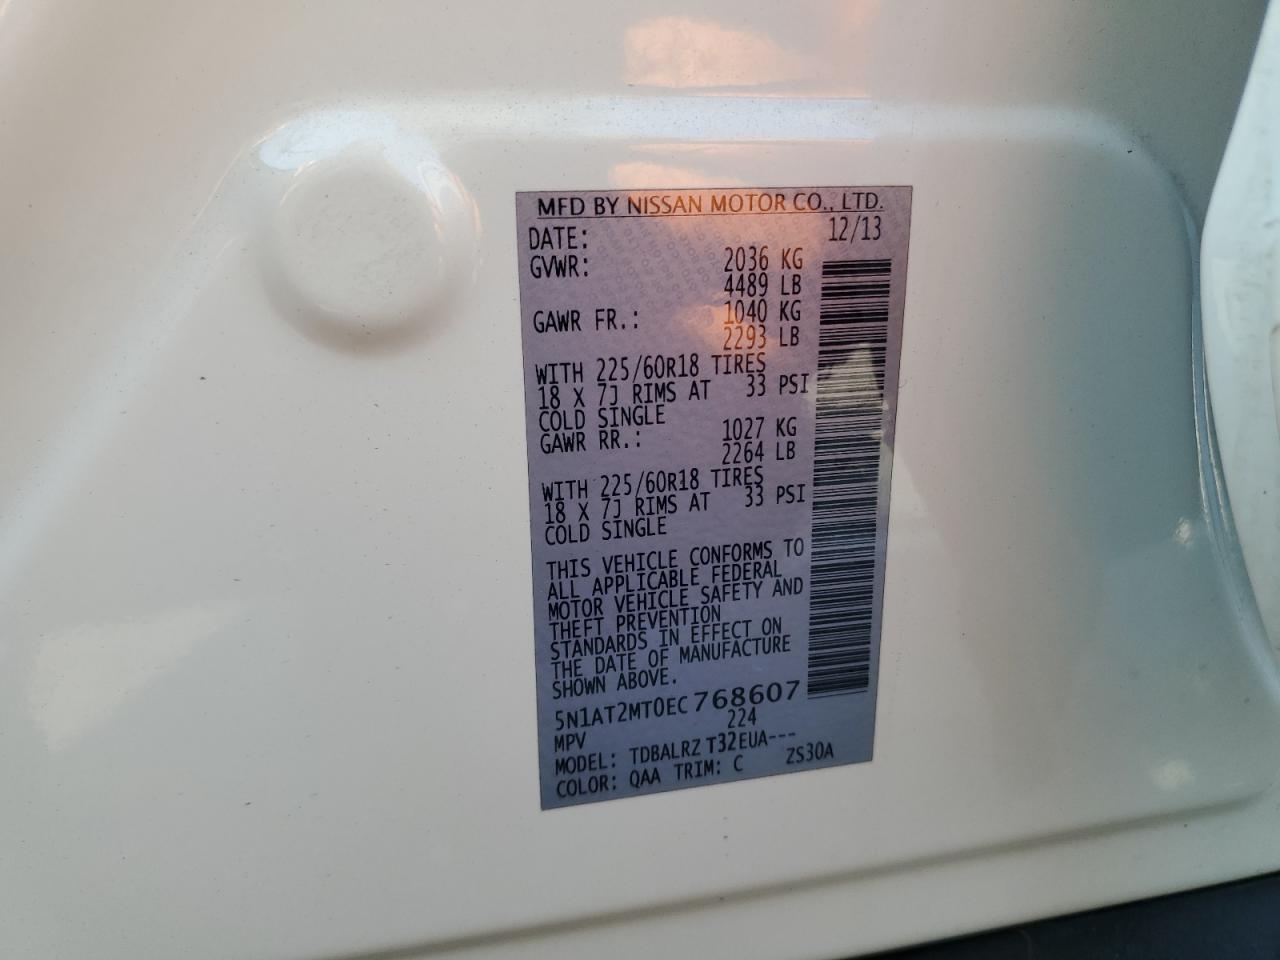 MFD BY NISSAN MOTOR CO., LTD.
DATE: 12/13
GVWR: 2036 KG
4489 LB
GAWR FR.: 1040 KG
2293 LB
WITH 225/60R18 TIRES
18 X 7J RIMS AT 33 PSI
COLD SINGLE
GAWR RR.: 1027 KG
2264 LB
WITH 225/60R18 TIRES
18 X 7J RIMS AT 33 PSI
COLD SINGLE
THIS VEHICLE CONFORMS TO
ALL APPLICABLE FEDERAL
MOTOR VEHICLE SAFETY AND
THEFT PREVENTION
STANDARDS IN EFFECT ON
THE DATE OF MANUFACTURE
SHOWN ABOVE.
5N1AT2MT0EC768607
MPV 224
MODEL: TDBALRZ T32EUA---
COLOR: QAA TRIM: C ZS30A